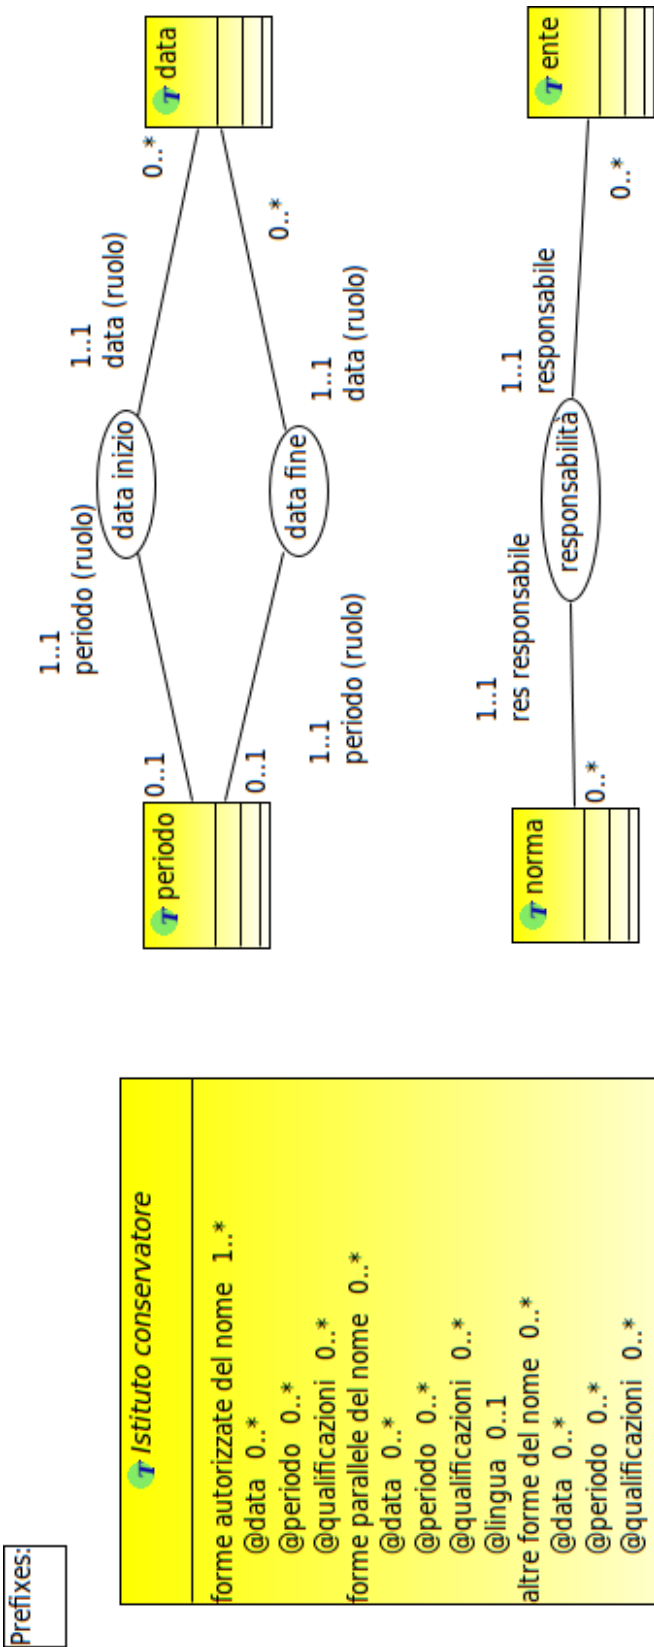 Prefixes:
T Istituto conservatore
forme autorizzate del nome 1..*
@data 0..*
@periodo 0..*
@qualificazioni 0..*
forme parallele del nome 0..*
@data 0..*
@periodo 0..*
@qualificazioni 0..*
@lingua 0..1
altre forme del nome 0..*
@data 0..*
@periodo 0..*
@qualificazioni 0..*
T periodo
0..1
0..1
1..1
periodo (ruolo)
data inizio
1..1
data (ruolo)
0..*
T data
1..1
periodo (ruolo)
data fine
1..1
data (ruolo)
0..*
T norma
0..*
1..1
res responsabile
responsabilità
1..1
responsabile
0..*
T ente